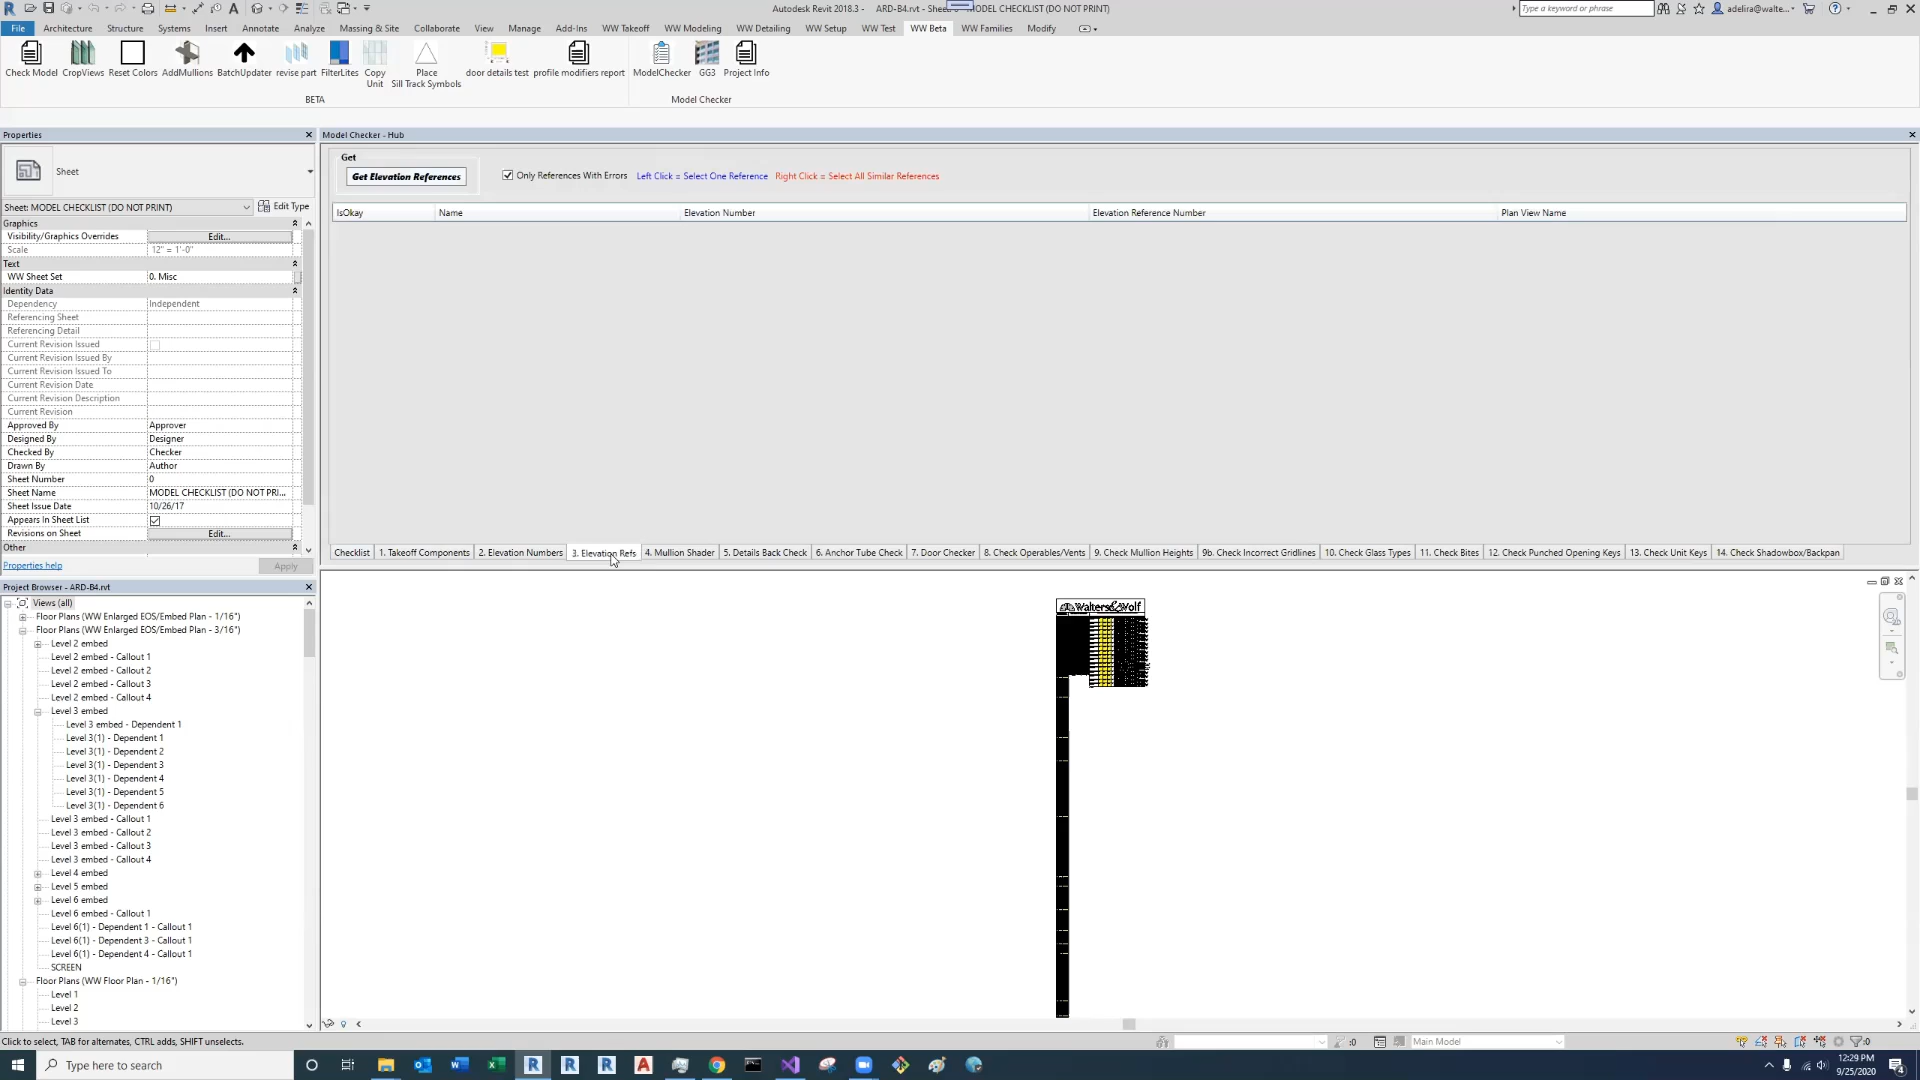 Autodesk Revit 2018.3 - ARD-B4.rvt - Shee
MODEL CHECKLIST (DO NOT PRINT)
Type a keyword or phrase
adelira@walte...
File Architecture Structure Systems Insert Annotate Analyze Massing & Site Collaborate View Manage Add-Ins WW Takeoff WW Modeling WW Detailing WW Setup WW Test WW Beta WW Families Modify
Check Model CropViews Reset Colors AddMullions BatchUpdater revise part FilterLites Copy Unit Place Sill Track Symbols door details test profile modifiers report ModelChecker GG3 Project Info
BETA Model Checker
Properties
Sheet
Sheet: MODEL CHECKLIST (DO NOT PRINT) Edit Type
Graphics
Visibility/Graphics Overrides Edit...
Scale 12" = 1'-0"
Text
WW Sheet Set 0. Misc
Identity Data
Dependency Independent
Referencing Sheet
Referencing Detail
Current Revision Issued
Current Revision Issued By
Current Revision Issued To
Current Revision Date
Current Revision Description
Current Revision
Approved By Approver
Designed By Designer
Checked By Checker
Drawn By Author
Sheet Number 0
Sheet Name MODEL CHECKLIST (DO NOT PRI...
Sheet Issue Date 10/26/17
Appears In Sheet List
Revisions on Sheet Edit...
Other
Properties help Apply
Model Checker - Hub
Get
Get Elevation References Only References With Errors Left Click = Select One Reference Right Click = Select All Similar References
IsOkay Name Elevation Number Elevation Reference Number Plan View Name
Checklist 1. Takeoff Components 2. Elevation Numbers 3. Elevation Refs 4. Mullion Shader 5. Details Back Check 6. Anchor Tube Check 7. Door Checker 8. Check Operables/Vents 9. Check Mullion Heights 9b. Check Incorrect Gridlines 10. Check Glass Types 11. Check Bites 12. Check Punched Opening Keys 13. Check Unit Keys 14. Check Shadowbox/Backpan
Project Browser - ARD-B4.rvt
Views (all)
Floor Plans (WW Enlarged EOS/Embed Plan - 1/16")
Floor Plans (WW Enlarged EOS/Embed Plan - 3/16")
Level 2 embed
Level 2 embed - Callout 1
Level 2 embed - Callout 2
Level 2 embed - Callout 3
Level 2 embed - Callout 4
Level 3 embed
Level 3 embed - Dependent 1
Level 3(1) - Dependent 1
Level 3(1) - Dependent 2
Level 3(1) - Dependent 3
Level 3(1) - Dependent 4
Level 3(1) - Dependent 5
Level 3(1) - Dependent 6
Level 3 embed - Callout 1
Level 3 embed - Callout 2
Level 3 embed - Callout 3
Level 3 embed - Callout 4
Level 4 embed
Level 5 embed
Level 6 embed
Level 6 embed - Callout 1
Level 6(1) - Dependent 1 - Callout 1
Level 6(1) - Dependent 3 - Callout 1
Level 6(1) - Dependent 4 - Callout 1
SCREEN
Floor Plans (WW Floor Plan - 1/16")
Level 1
Level 2
Level 3
Walters&Wolf
Click to select, TAB for alternates, CTRL adds, SHIFT unselects.
:0 Main Model :0
Type here to search
12:29 PM
9/25/2020